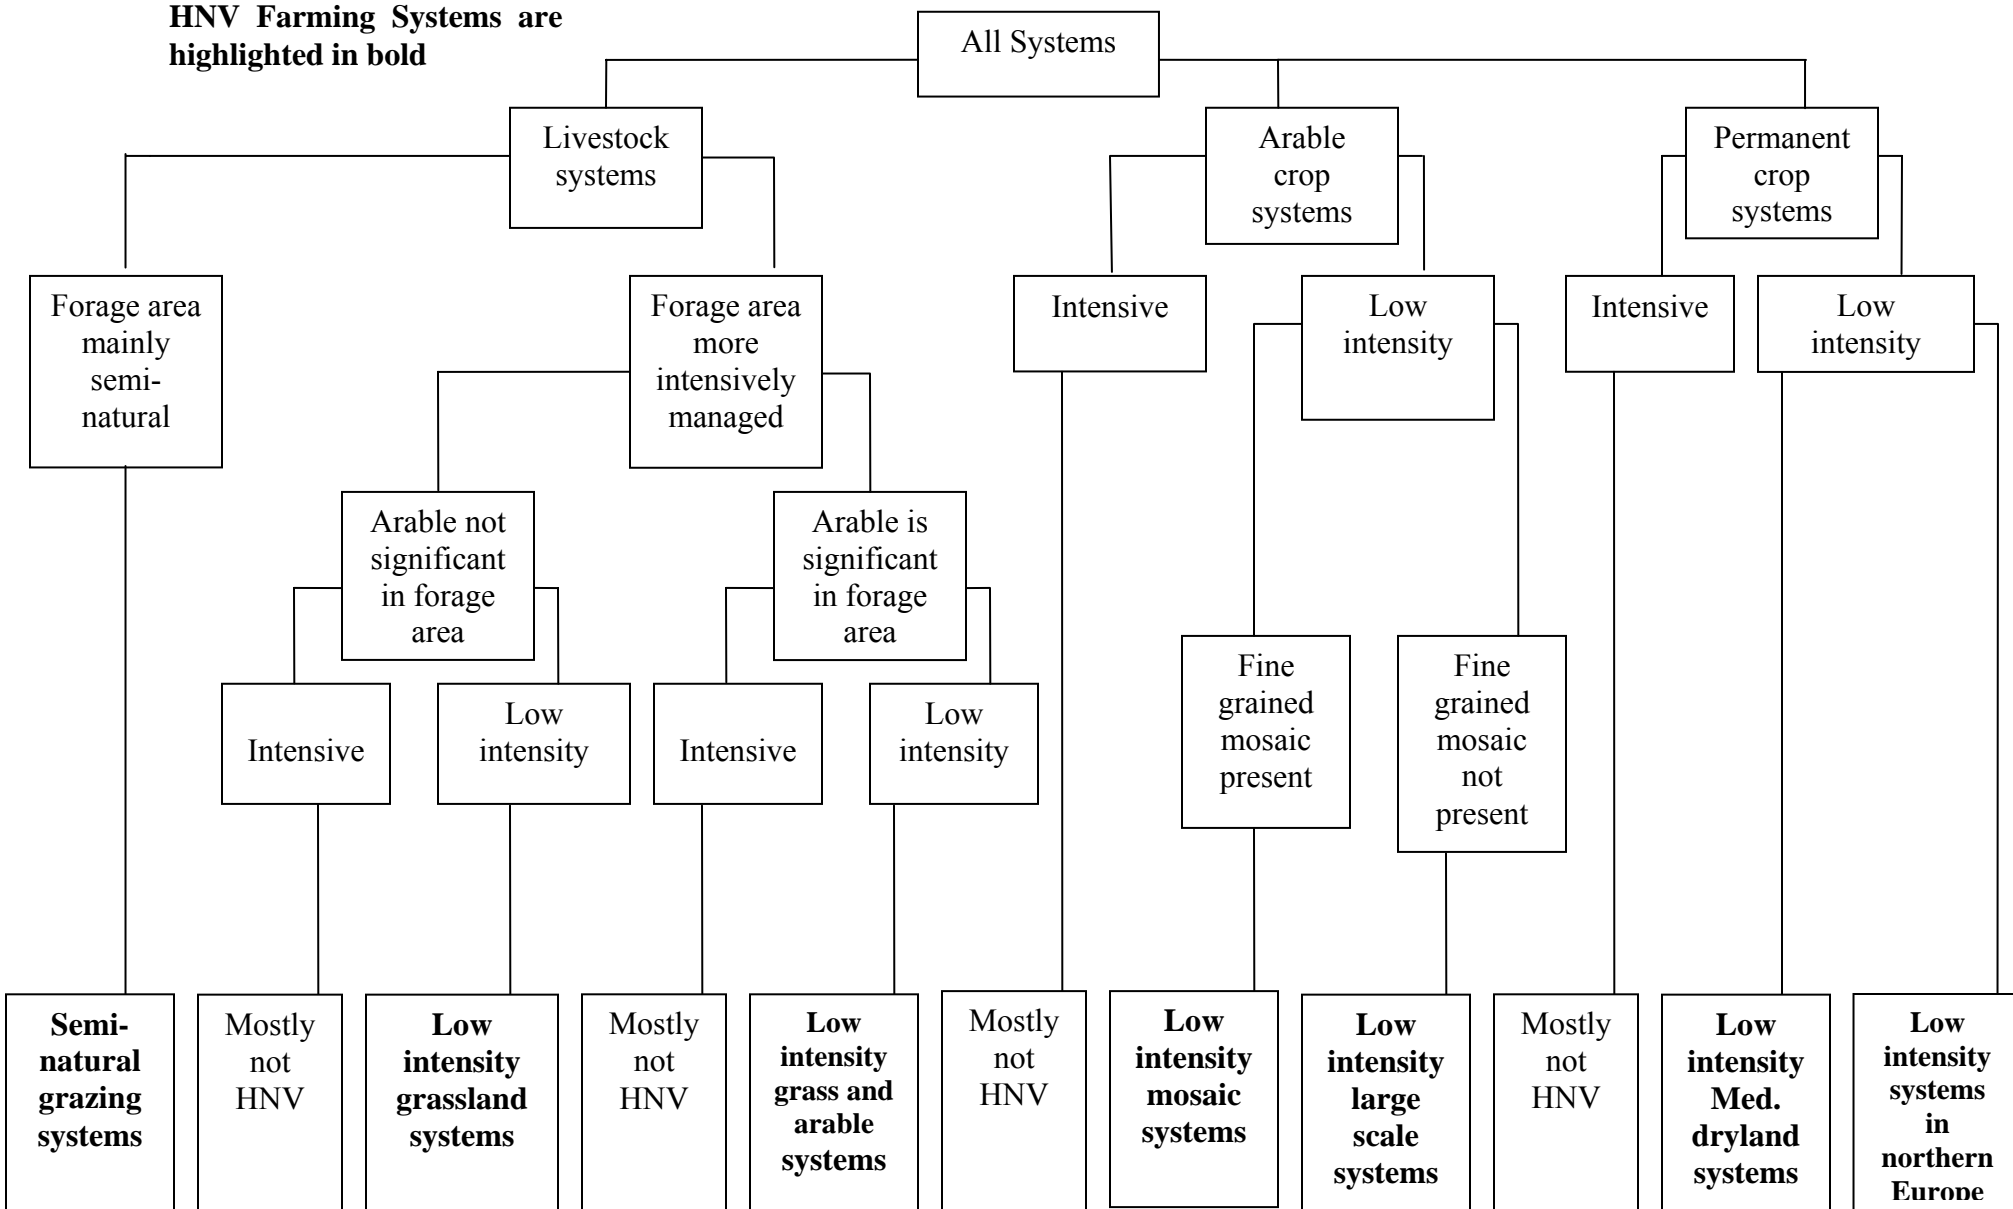 HNV Farming Systems are
highlighted in bold
All Systems
Livestock
systems
Arable
crop
systems
Permanent
crop
systems
Forage area
mainly
semi-
natural
Forage area
more
intensively
managed
Intensive
Low
intensity
Intensive
Low
intensity
Arable not
significant
in forage
area
Arable is
significant
in forage
area
Fine
grained
mosaic
present
Fine
grained
mosaic
not
present
Intensive
Low
intensity
Intensive
Low
intensity
Semi-
natural
grazing
systems
Mostly
not
HNV
Low
intensity
grassland
systems
Mostly
not
HNV
Low
intensity
grass and
arable
systems
Mostly
not
HNV
Low
intensity
mosaic
systems
Low
intensity
large
scale
systems
Mostly
not
HNV
Low
intensity
Med.
dryland
systems
Low
intensity
systems
in
northern
Europe